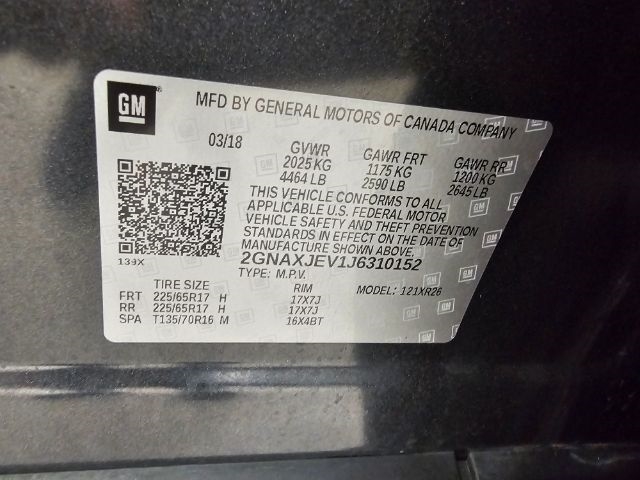 GM
MFD BY GENERAL MOTORS OF CANADA COMPANY
03/18 GVWR GAWR FRT GAWR RR
2025 KG 1175 KG 1200 KG
4464 LB 2590 LB 2645 LB
THIS VEHICLE CONFORMS TO ALL
APPLICABLE U.S. FEDERAL MOTOR
VEHICLE SAFETY AND THEFT PREVENTION
STANDARDS IN EFFECT ON THE DATE OF
MANUFACTURE SHOWN ABOVE.
2GNAXJEV1J6310152
139X TYPE: M.P.V. MODEL: 121XR26
TIRE SIZE RIM
FRT 225/65R17 H 17X7J
RR 225/65R17 H 17X7J
SPA T135/70R16 M 16X4BT